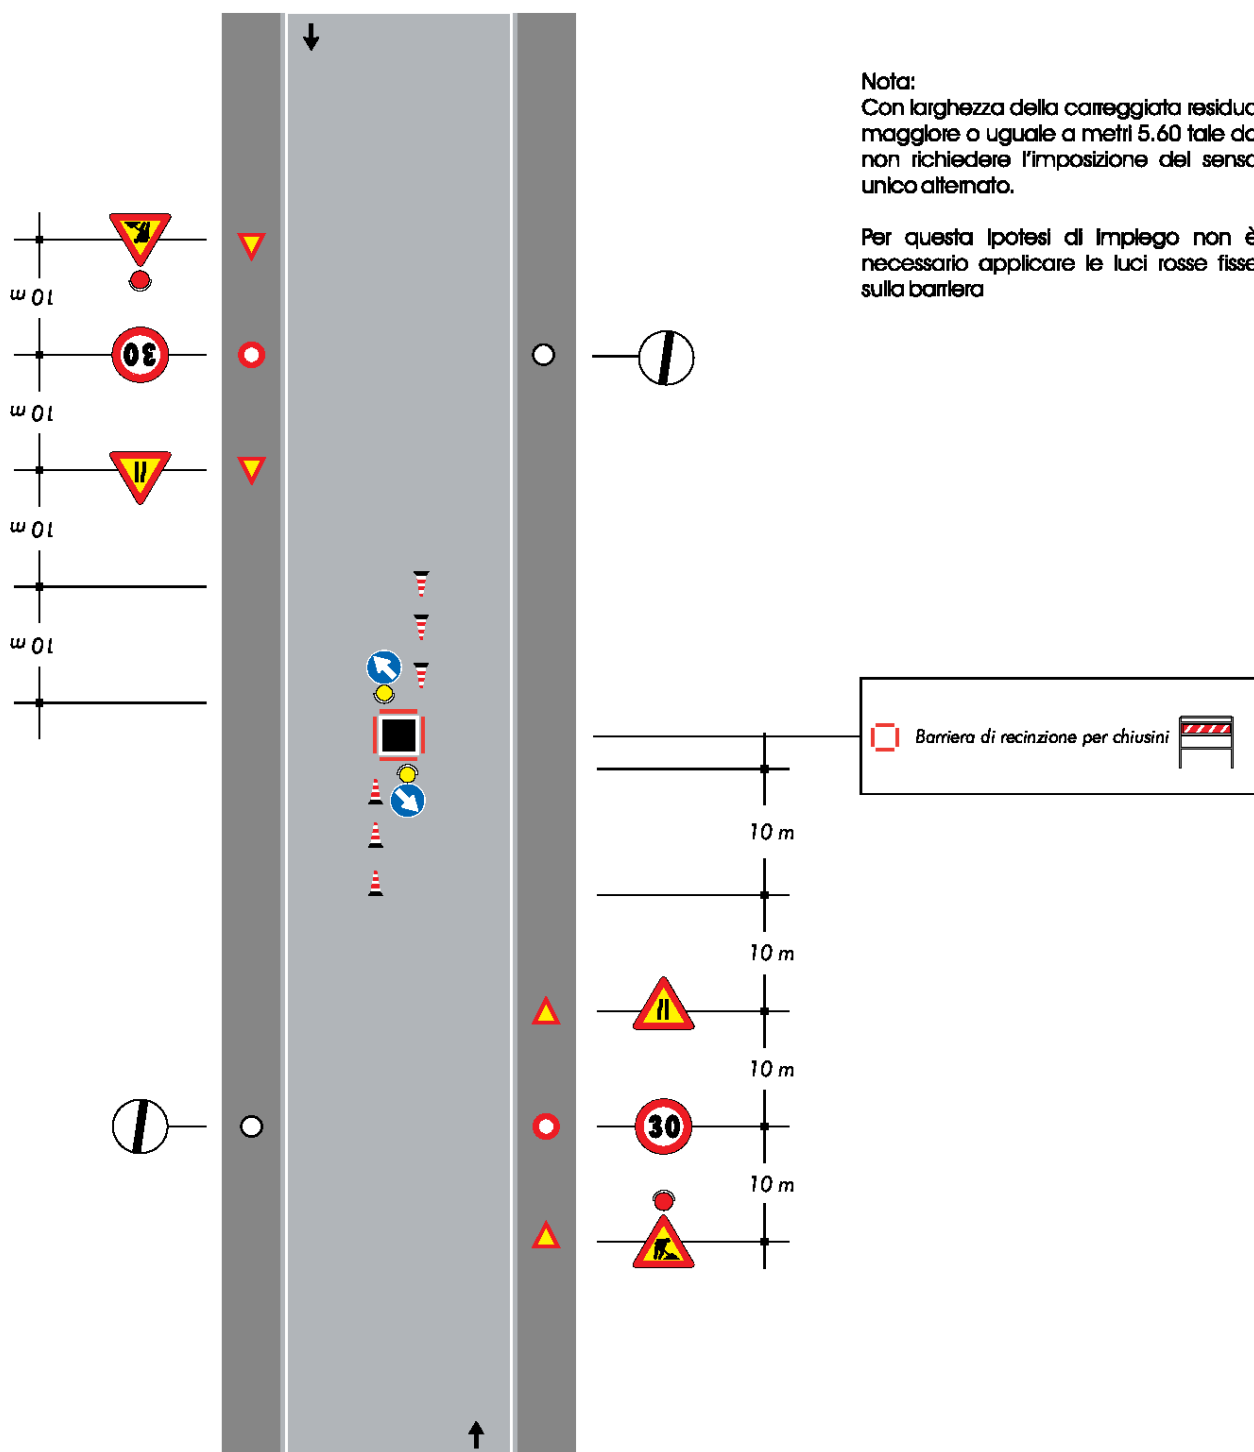 Nota:
Con larghezza della carreggiata residua
maggiore o uguale a metri 5.60 tale da
non richiedere l'imposizione del senso
unico alternato.
Per questa ipotesi di impiego non è
necessario applicare le luci rosse fisse
sulla barriera
10 m
30
10 m
10 m
10 m
Barriera di recinzione per chiusini
10 m
10 m
10 m
30
10 m